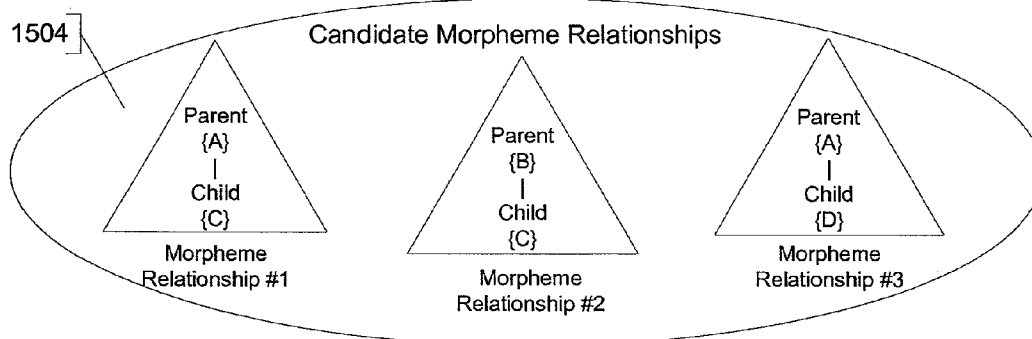 1504
Candidate Morpheme Relationships
Parent
{A}
Child
{C}
Morpheme
Relationship #1
Parent
{B}
Child
{C}
Morpheme
Relationship #2
Parent
{A}
Child
{D}
Morpheme
Relationship #3